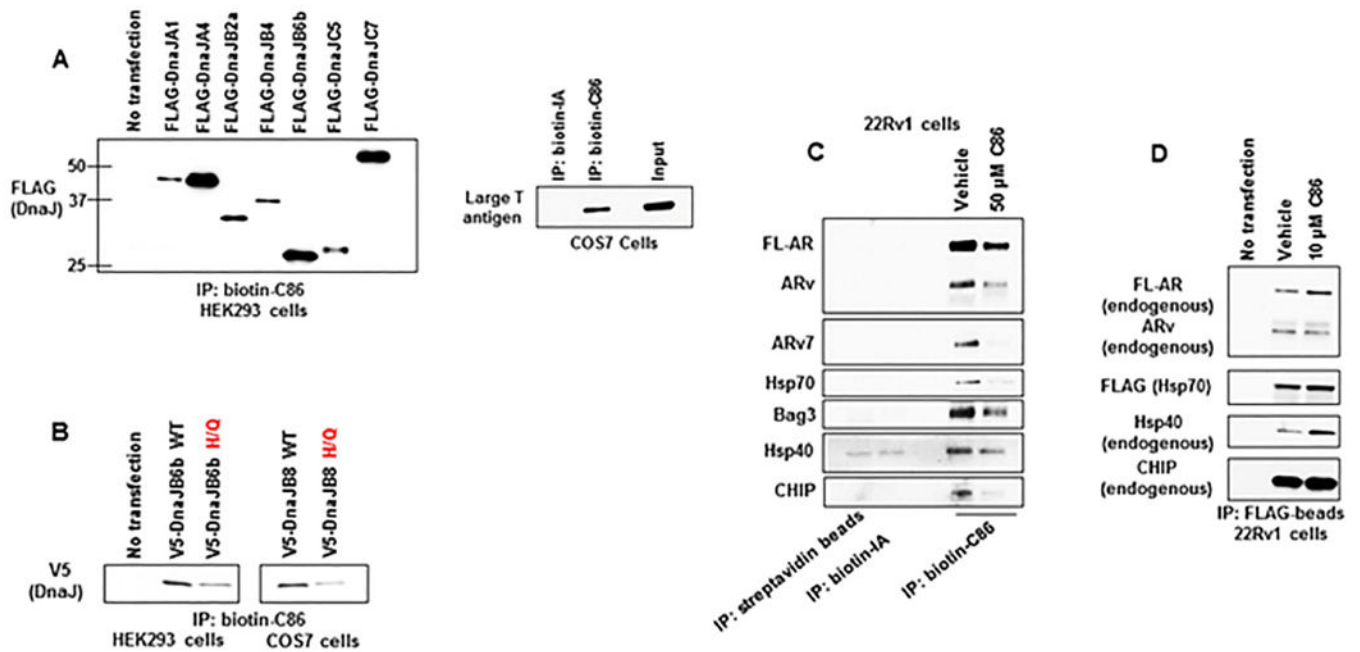 A
No transfection
FLAG-DnaJA1
FLAG-DnaJA4
FLAG-DnaJB2a
FLAG-DnaJB4
FLAG-DnaJB6b
FLAG-DnaJC5
FLAG-DnaJC7
FLAG
(DnaJ)
50
37
25
IP: biotin-C86
HEK293 cells
IP: biotin-IA
IP: biotin-C86
Input
Large T
antigen
COS7 Cells
B
No transfection
V5-DnaJB6b WT
V5-DnaJB6b H/Q
V5-DnaJB8 WT
V5-DnaJB8 H/Q
V5
(DnaJ)
IP: biotin-C86
HEK293 cells
COS7 cells
C
22Rv1 cells
Vehicle
50 µM C86
FL-AR
ARv
ARv7
Hsp70
Bag3
Hsp40
CHIP
IP: streptavidin beads
IP: biotin-IA
IP: biotin-C86
D
No transfection
Vehicle
10 µM C86
FL-AR
(endogenous)
ARv
(endogenous)
FLAG (Hsp70)
Hsp40
(endogenous)
CHIP
(endogenous)
IP: FLAG-beads
22Rv1 cells